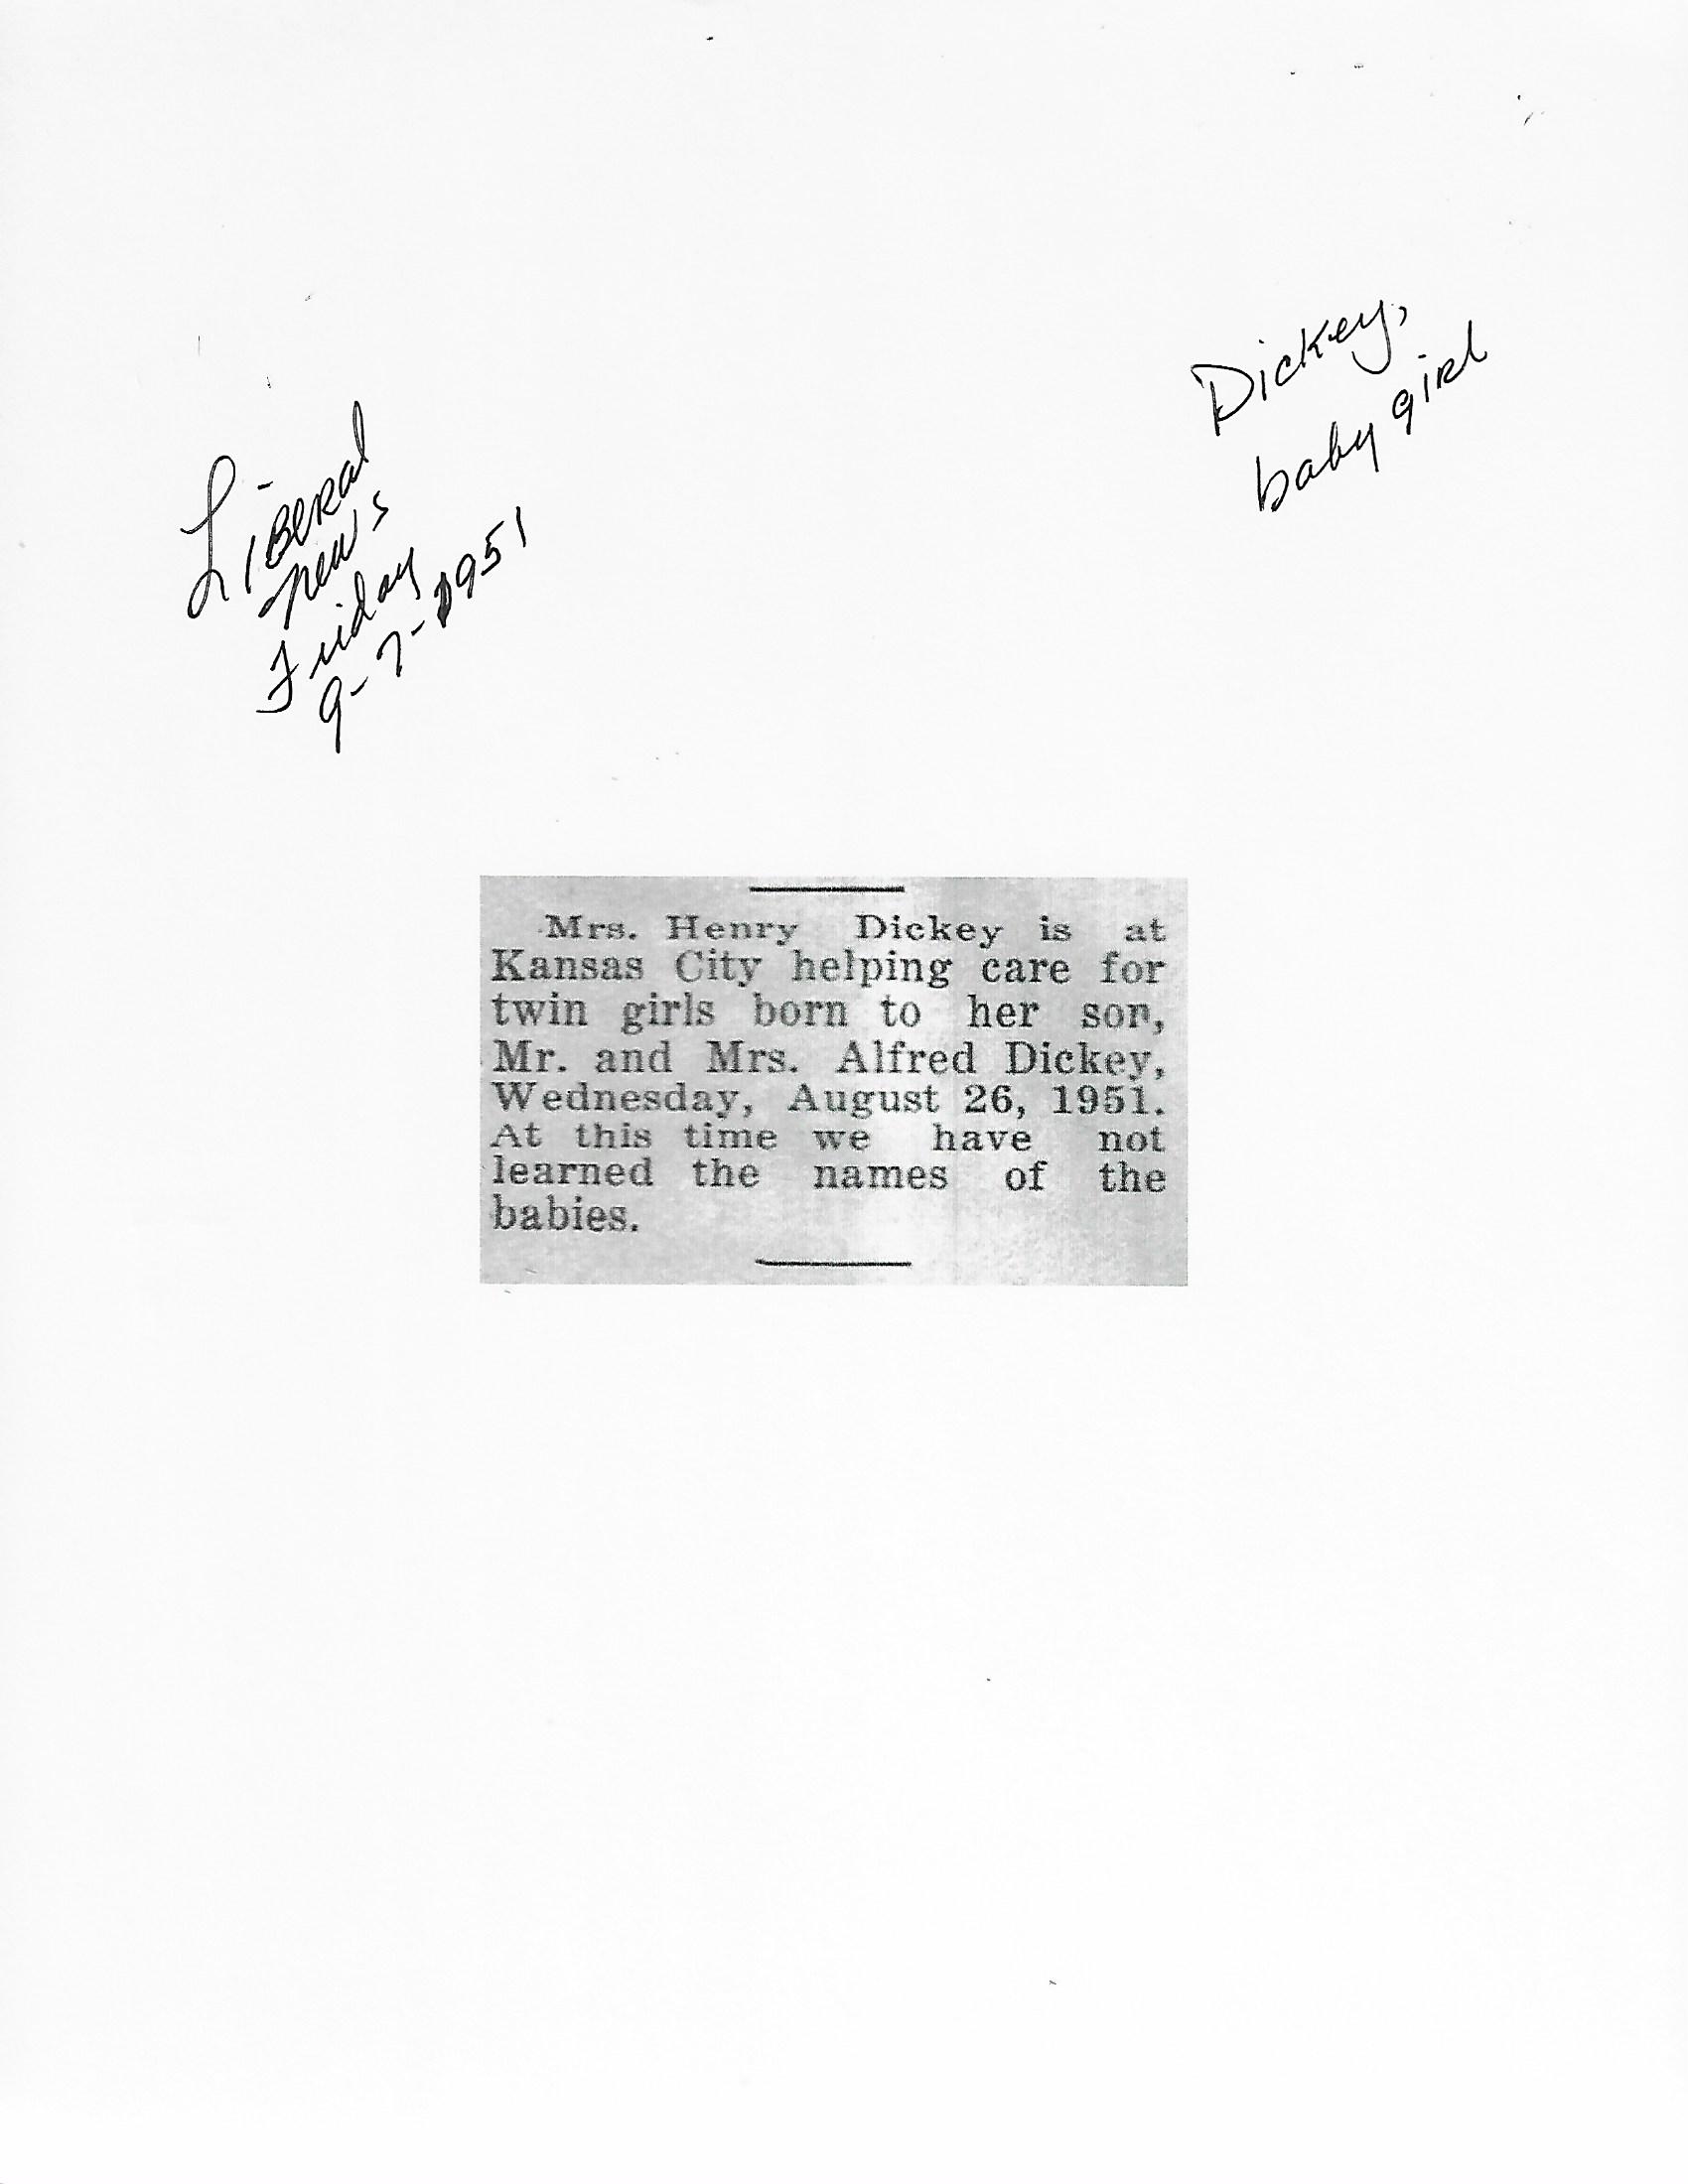 Dickey,
baby girl
Liberal
News
Friday
9-7-1951
Mrs. Henry Dickey is at
Kansas City helping care for
twin girls born to her son,
Mr. and Mrs. Alfred Dickey,
Wednesday, August 26, 1951.
At this time we have not
learned the names of the
babies.